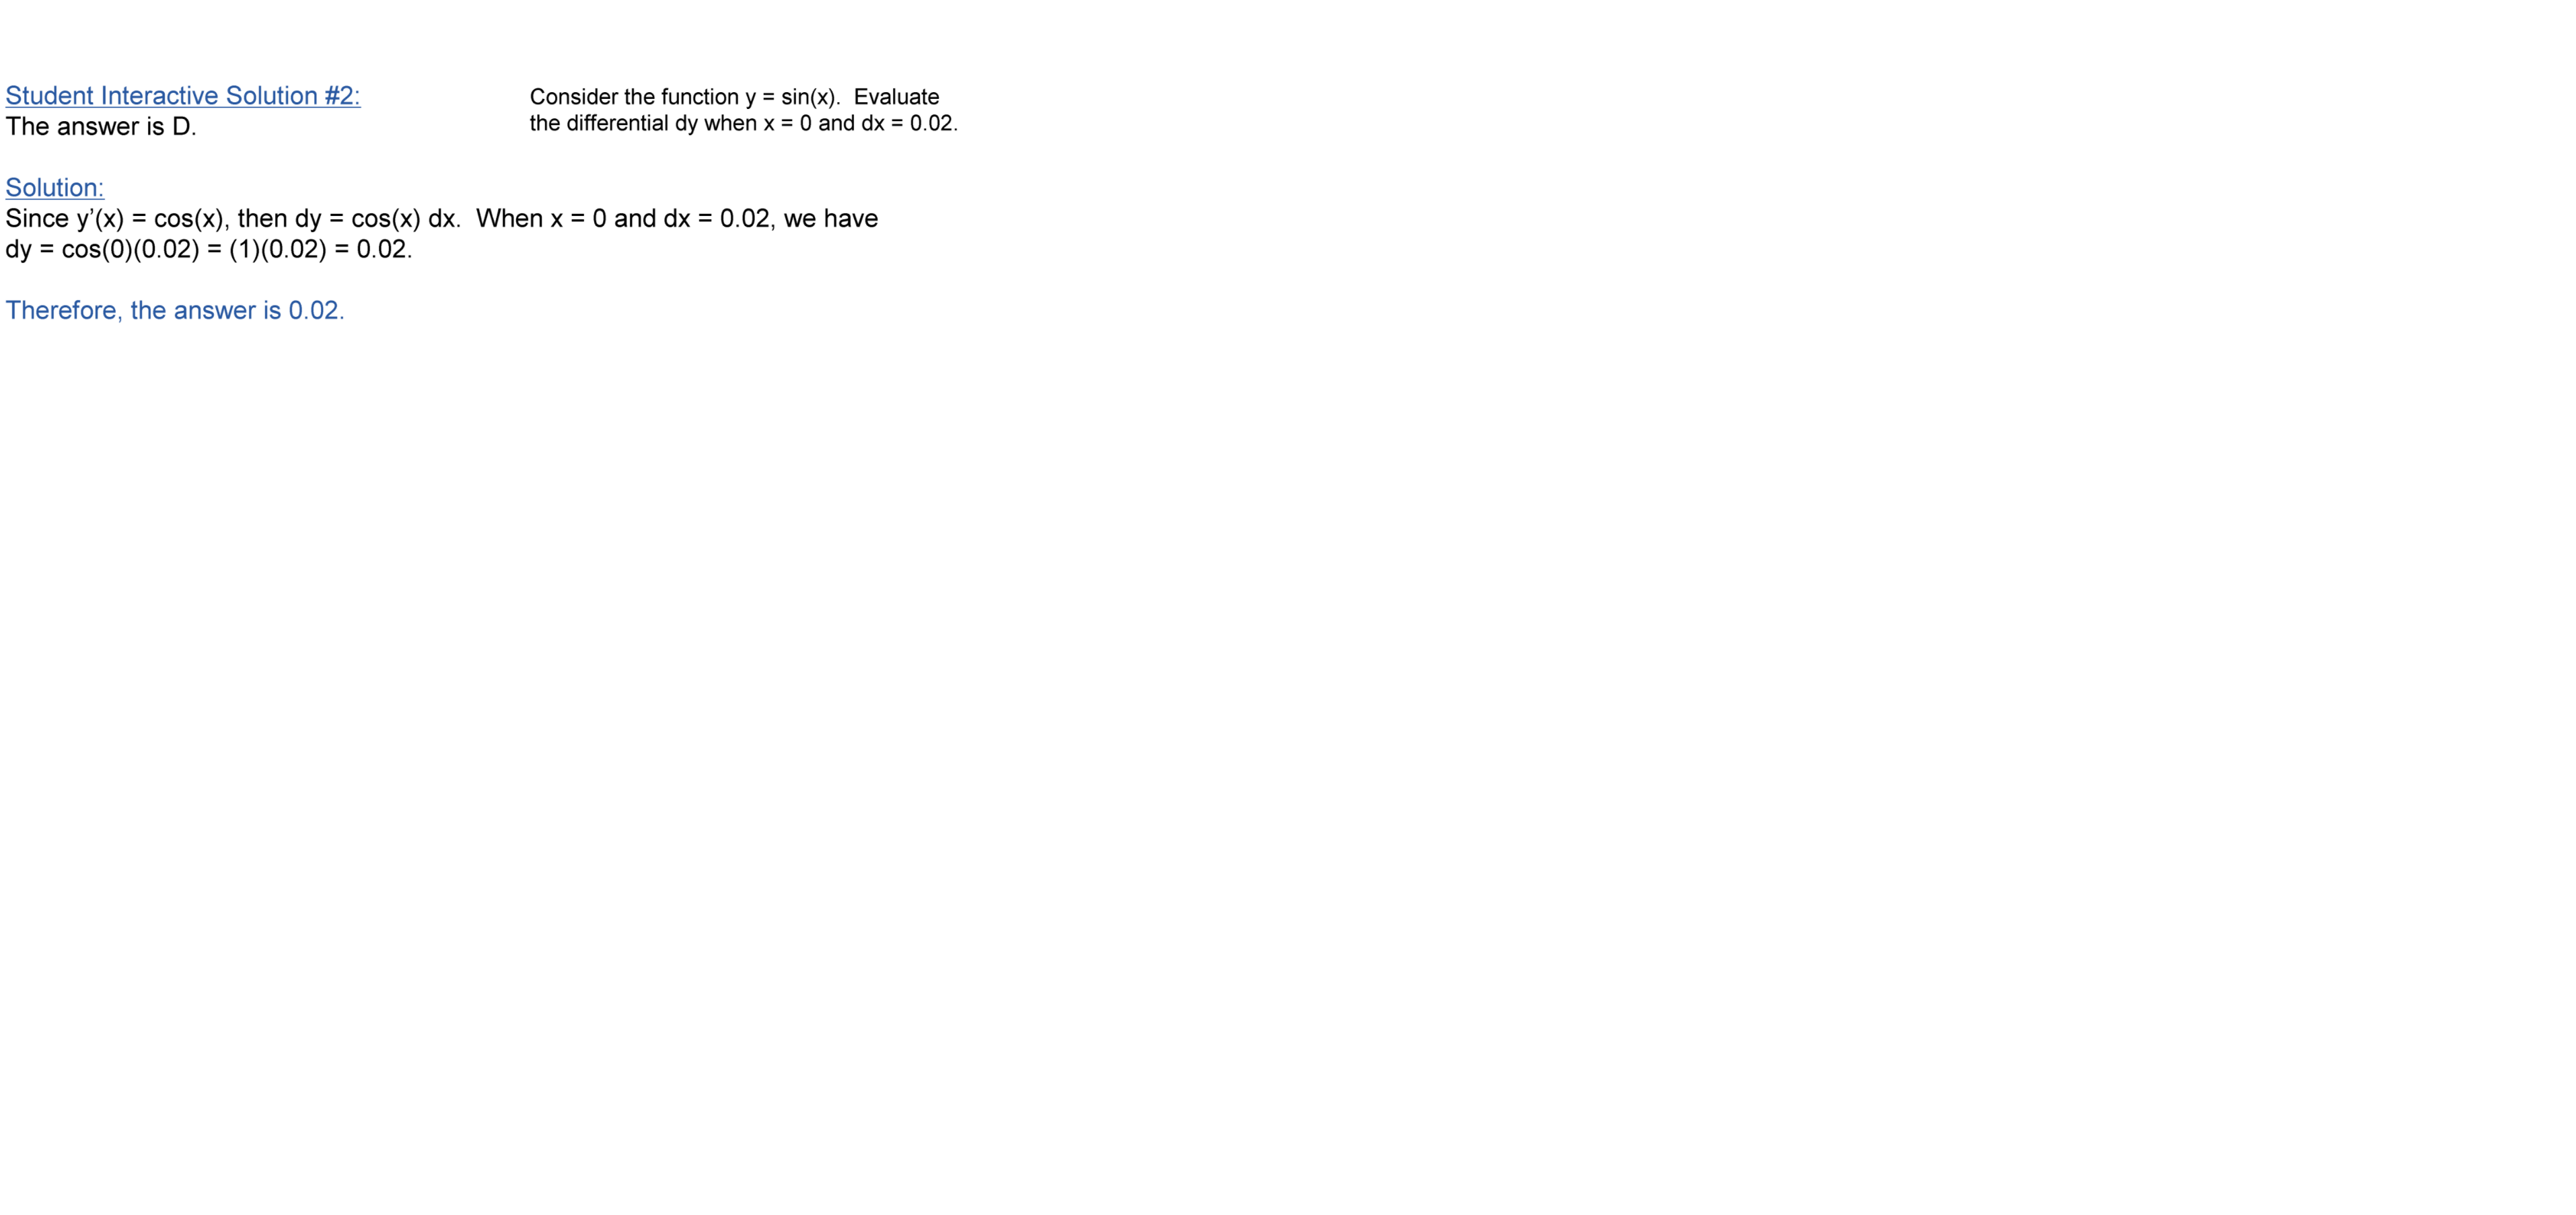 Student Interactive Solution #2:
The answer is D.
Consider the function y = sin(x).  Evaluate
the differential dy when x = 0 and dx = 0.02.
Solution:
Since y’(x) = cos(x), then dy = cos(x) dx.  When x = 0 and dx = 0.02, we have
dy = cos(0)(0.02) = (1)(0.02) = 0.02.
Therefore, the answer is 0.02.